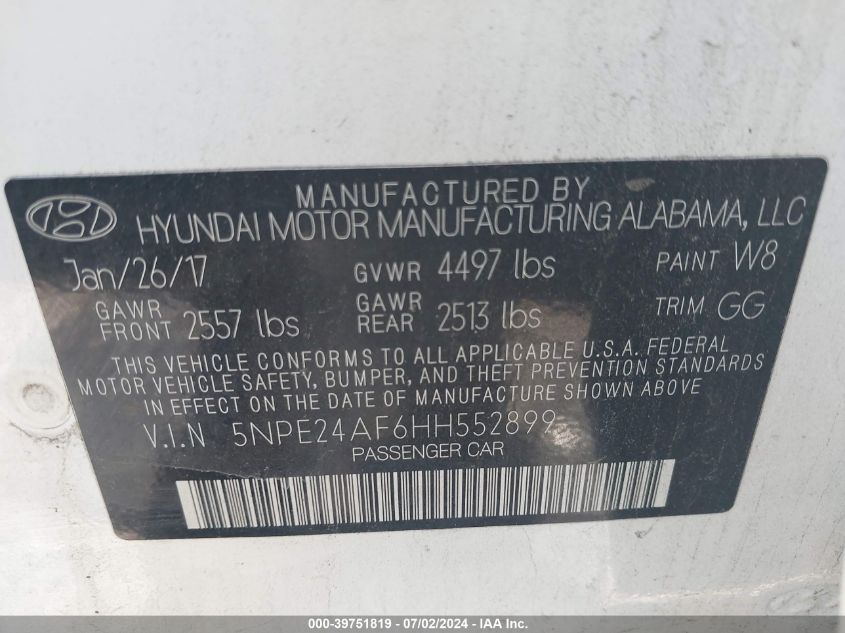 MANUFACTURED BY
HYUNDAI MOTOR MANUFACTURING ALABAMA, LLC
Jan/26/17 GVWR 4497 lbs PAINT W8
GAWR FRONT 2557 lbs GAWR REAR 2513 lbs TRIM GG
THIS VEHICLE CONFORMS TO ALL APPLICABLE U.S.A. FEDERAL
MOTOR VEHICLE SAFETY, BUMPER, AND THEFT PREVENTION STANDARDS
IN EFFECT ON THE DATE OF MANUFACTURE SHOWN ABOVE
V.I.N 5NPE24AF6HH552899
PASSENGER CAR
000-39751819 - 07/02/2024 - IAA Inc.